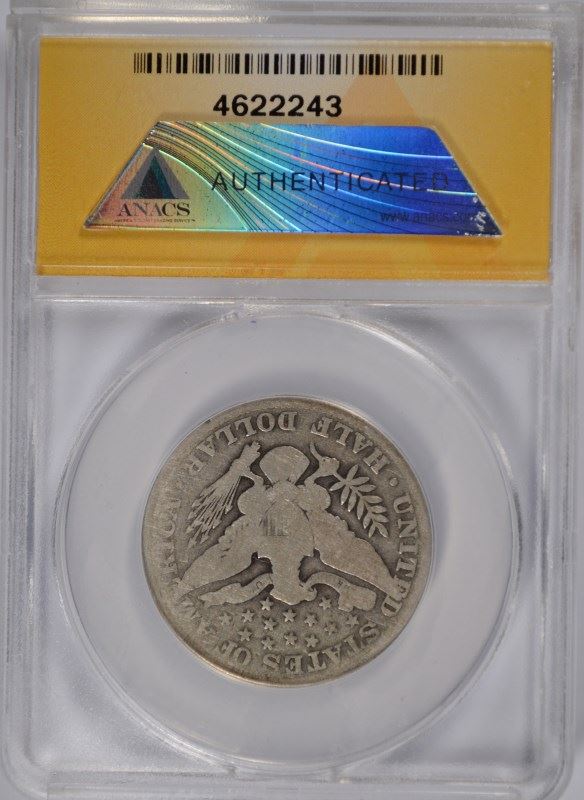 4622243
AUTHENTICATED
ANACS
www.anacs.com
UNITED STATES OF AMERICA
· HALF DOLLAR ·